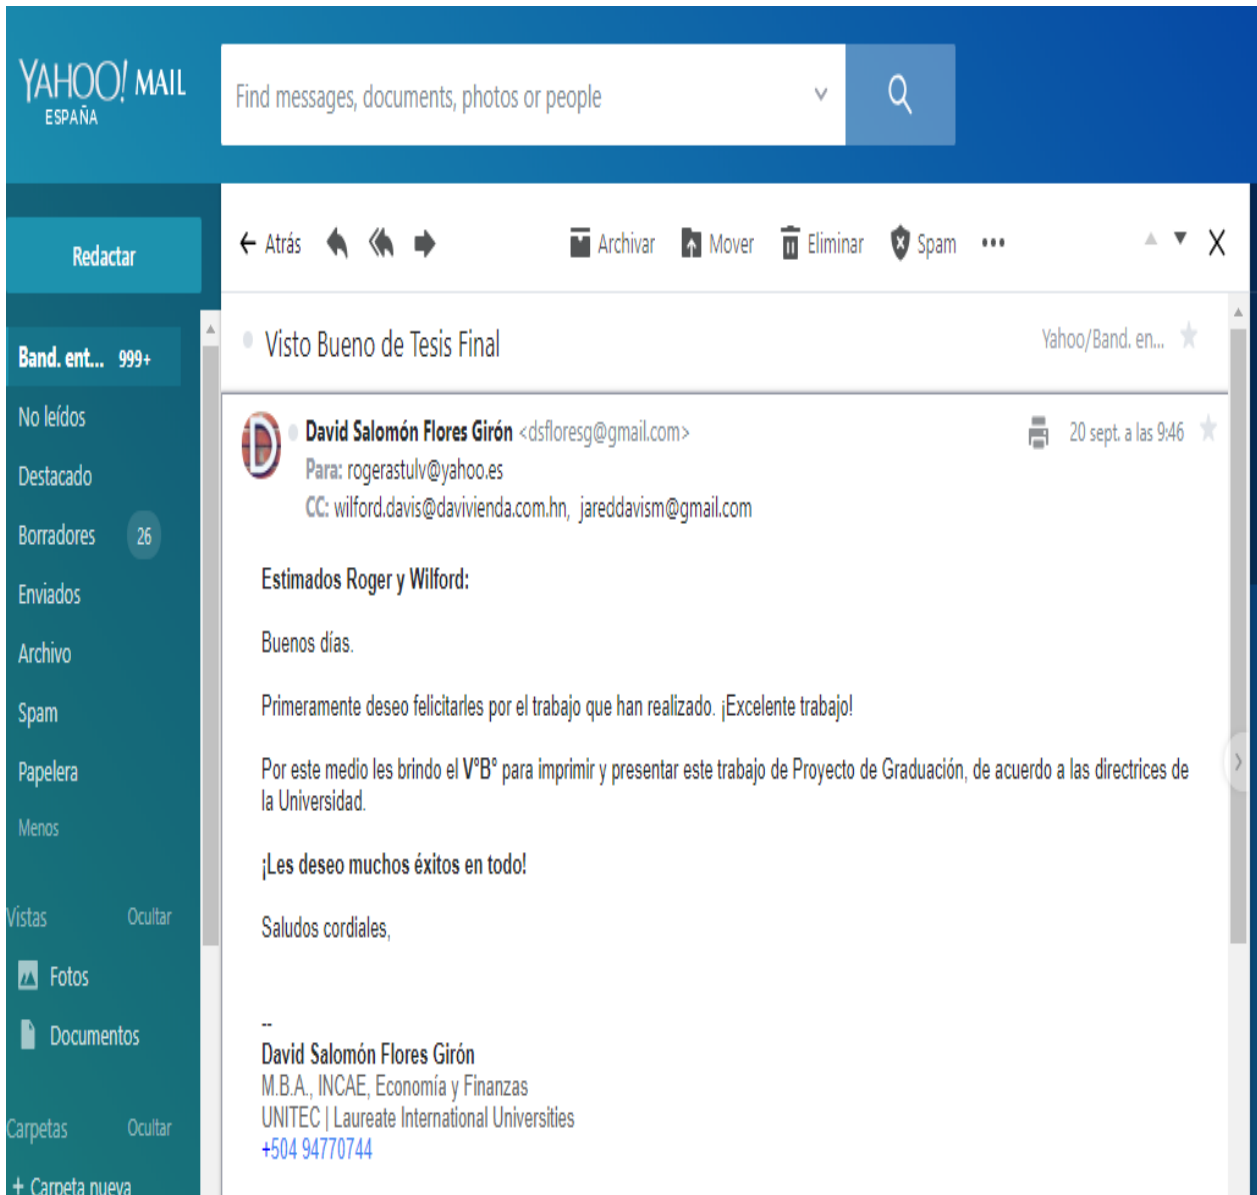 YAHOO! MAIL
ESPAÑA
Find messages, documents, photos or people
Redactar
Band. ent... 999+
No leídos
Destacado
Borradores 26
Enviados
Archivo
Spam
Papelera
Menos
Vistas Ocultar
Fotos
Documentos
Carpetas Ocultar
+ Carpeta nueva
Atrás Archivar Mover Eliminar Spam ••• X
Visto Bueno de Tesis Final Yahoo/Band. en...
D
David Salomón Flores Girón <dsfloresg@gmail.com> 20 sept. a las 9:46
Para: rogerastulv@yahoo.es
CC: wilford.davis@davivienda.com.hn, jareddavism@gmail.com
Estimados Roger y Wilford:
Buenos días.
Primeramente deseo felicitarles por el trabajo que han realizado. ¡Excelente trabajo!
Por este medio les brindo el V°B° para imprimir y presentar este trabajo de Proyecto de Graduación, de acuerdo a las directrices de
la Universidad.
¡Les deseo muchos éxitos en todo!
Saludos cordiales,
--
David Salomón Flores Girón
M.B.A., INCAE, Economía y Finanzas
UNITEC | Laureate International Universities
+504 94770744